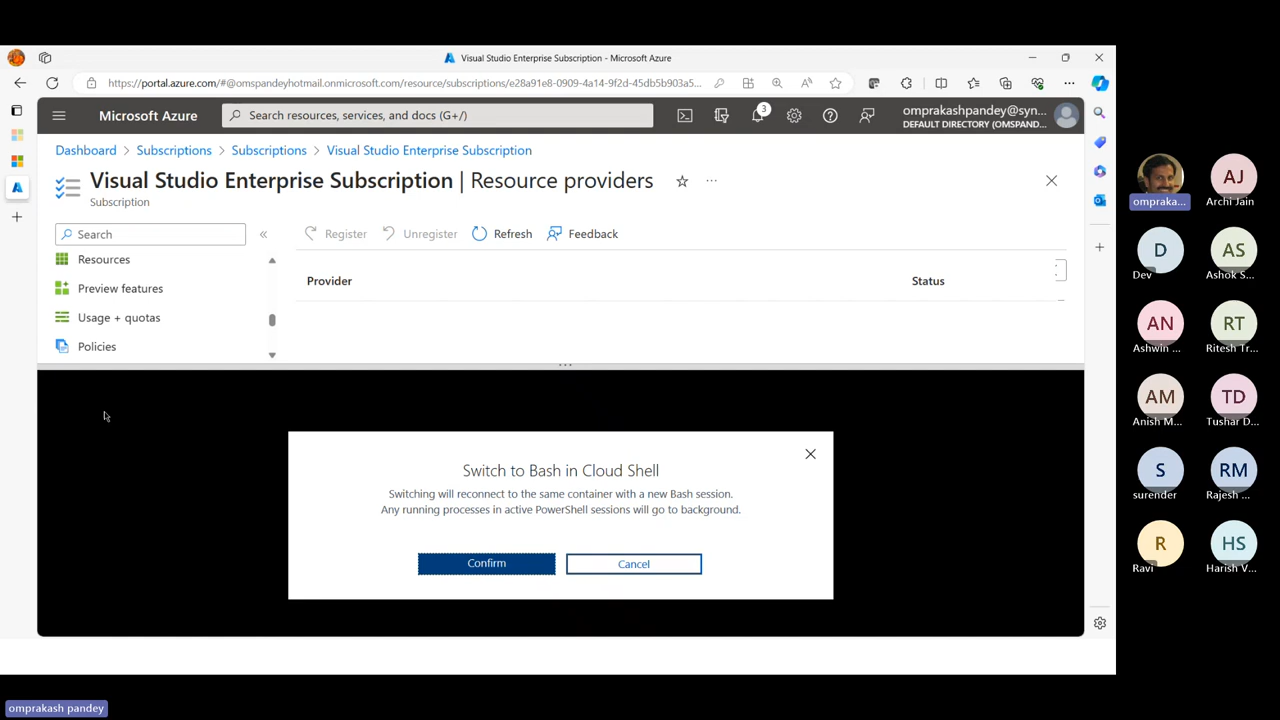 Visual Studio Enterprise Subscription - Microsoft Azure
https://portal.azure.com/#@omspandeyhotmail.onmicrosoft.com/resource/subscriptions/e28a91e8-0909-4a14-9f2d-45db5b903a5...
Microsoft Azure
Search resources, services, and docs (G+/)
3
omprakashpandey@syn...
DEFAULT DIRECTORY (OMSPAND...
Dashboard > Subscriptions > Subscriptions > Visual Studio Enterprise Subscription
Visual Studio Enterprise Subscription | Resource providers
Subscription
Search
Register
Unregister
Refresh
Feedback
Resources
Preview features
Usage + quotas
Policies
Provider
Status
Switch to Bash in Cloud Shell
Switching will reconnect to the same container with a new Bash session.
Any running processes in active PowerShell sessions will go to background.
Confirm
Cancel
ompraka...
AJ
Archi Jain
D
Dev
AS
Ashok S...
AN
Ashwin ...
RT
Ritesh Tr...
AM
Anish M...
TD
Tushar D...
S
surender
RM
Rajesh ...
R
Ravi
HS
Harish V...
omprakash pandey